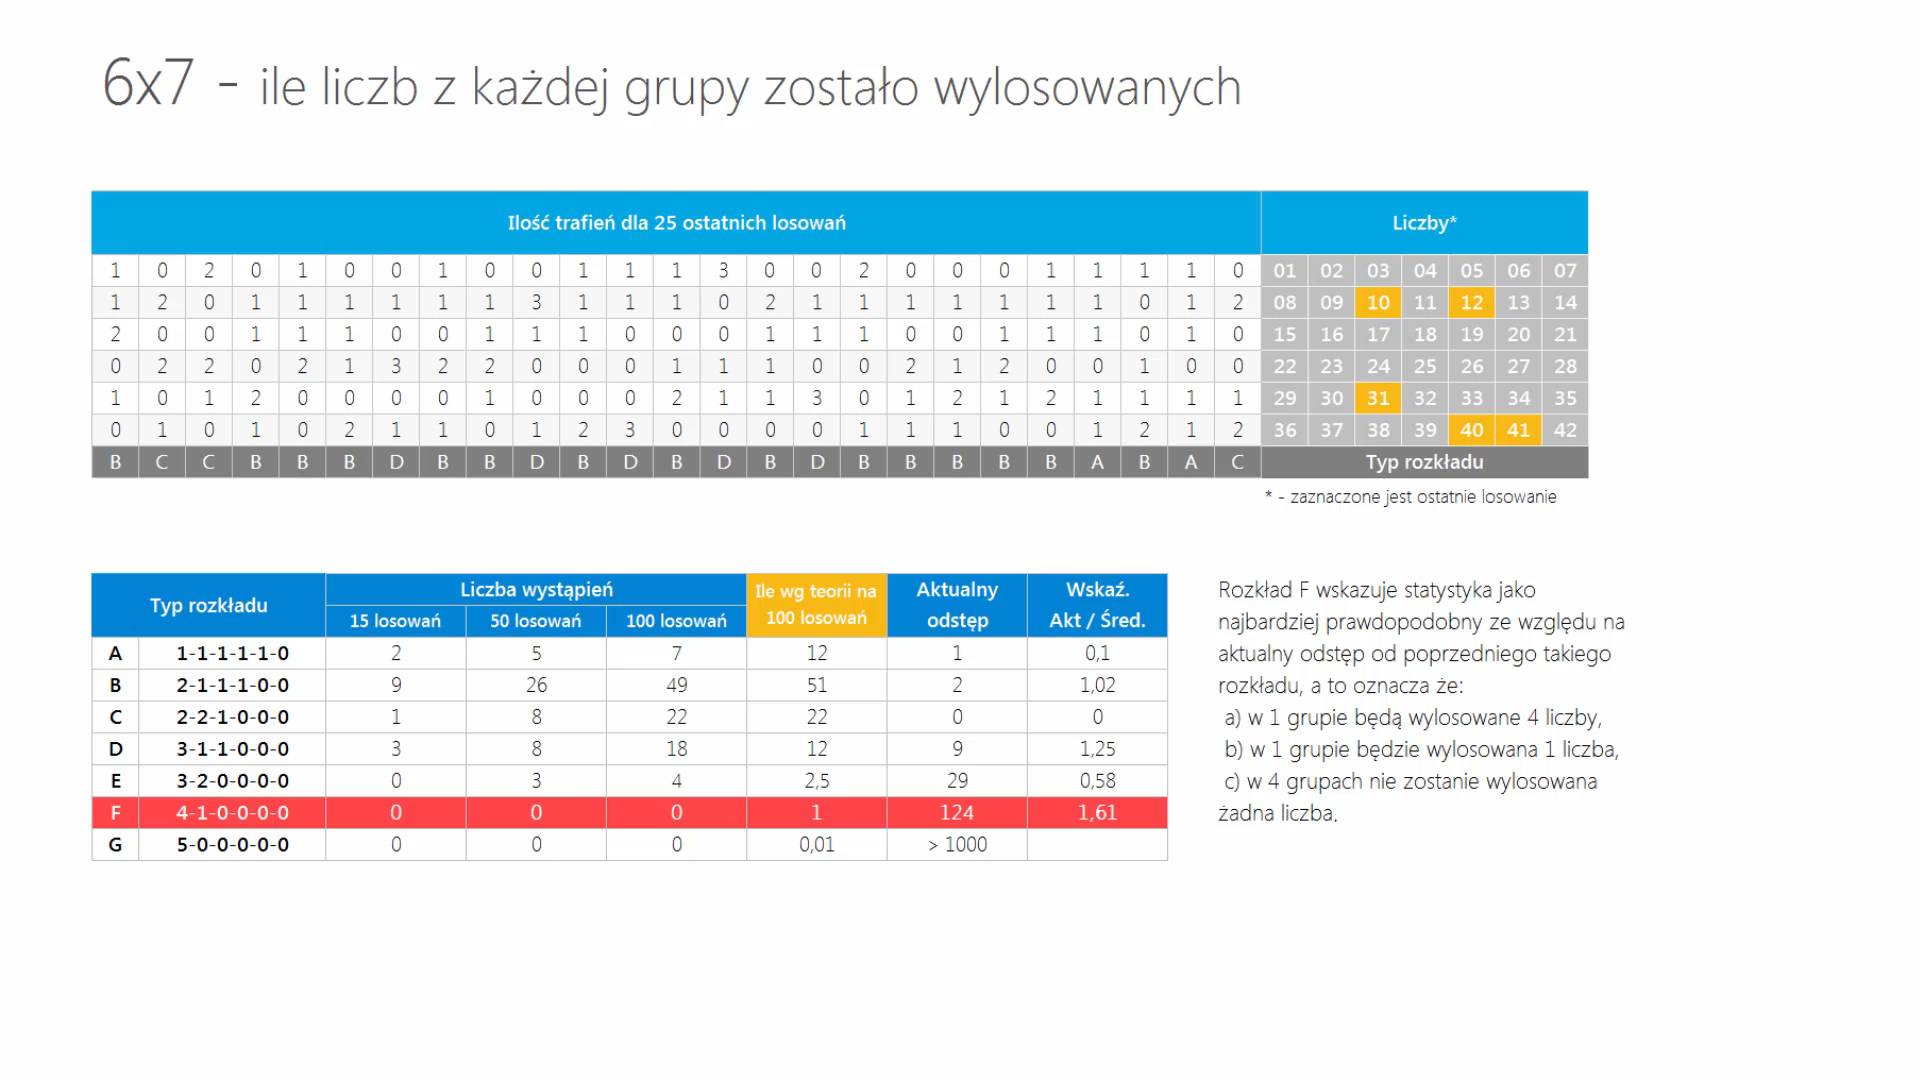 6x7 - ile liczb z każdej grupy zostało wylosowanych
Ilość trafień dla 25 ostatnich losowań Liczby*
1 0 2 0 1 0 0 1 0 0 1 1 1 3 0 0 2 0 0 0 1 1 1 1 0 01 02 03 04 05 06 07
1 2 0 1 1 1 1 1 1 3 1 1 1 0 2 1 1 1 1 1 1 1 0 1 2 08 09 10 11 12 13 14
2 0 0 1 1 1 0 0 1 1 1 0 0 0 1 1 1 0 0 1 1 1 0 1 0 15 16 17 18 19 20 21
0 2 2 0 2 1 3 2 2 0 0 0 1 1 1 0 0 2 1 2 0 0 1 0 0 22 23 24 25 26 27 28
1 0 1 2 0 0 0 0 1 0 0 0 2 1 1 3 0 1 2 1 2 1 1 1 1 29 30 31 32 33 34 35
0 1 0 1 0 2 1 1 0 1 2 3 0 0 0 0 1 1 1 0 0 1 2 1 2 36 37 38 39 40 41 42
B C C B B B D B B D B D B D B D B B B B B A B A C Typ rozkładu
* - zaznaczone jest ostatnie losowanie
Typ rozkładu Liczba wystąpień Ile wg teorii na 100 losowań Aktualny odstęp Wskaź. Akt / Śred.
15 losowań 50 losowań 100 losowań
A 1-1-1-1-1-0 2 5 7 12 1 0,1
B 2-1-1-1-0-0 9 26 49 51 2 1,02
C 2-2-1-0-0-0 1 8 22 22 0 0
D 3-1-1-0-0-0 3 8 18 12 9 1,25
E 3-2-0-0-0-0 0 3 4 2,5 29 0,58
F 4-1-0-0-0-0 0 0 0 1 124 1,61
G 5-0-0-0-0-0 0 0 0 0,01 > 1000
Rozkład F wskazuje statystyka jako
najbardziej prawdopodobny ze względu na
aktualny odstęp od poprzedniego takiego
rozkładu, a to oznacza że:
a) w 1 grupie będą wylosowane 4 liczby,
b) w 1 grupie będzie wylosowana 1 liczba,
c) w 4 grupach nie zostanie wylosowana
żadna liczba.